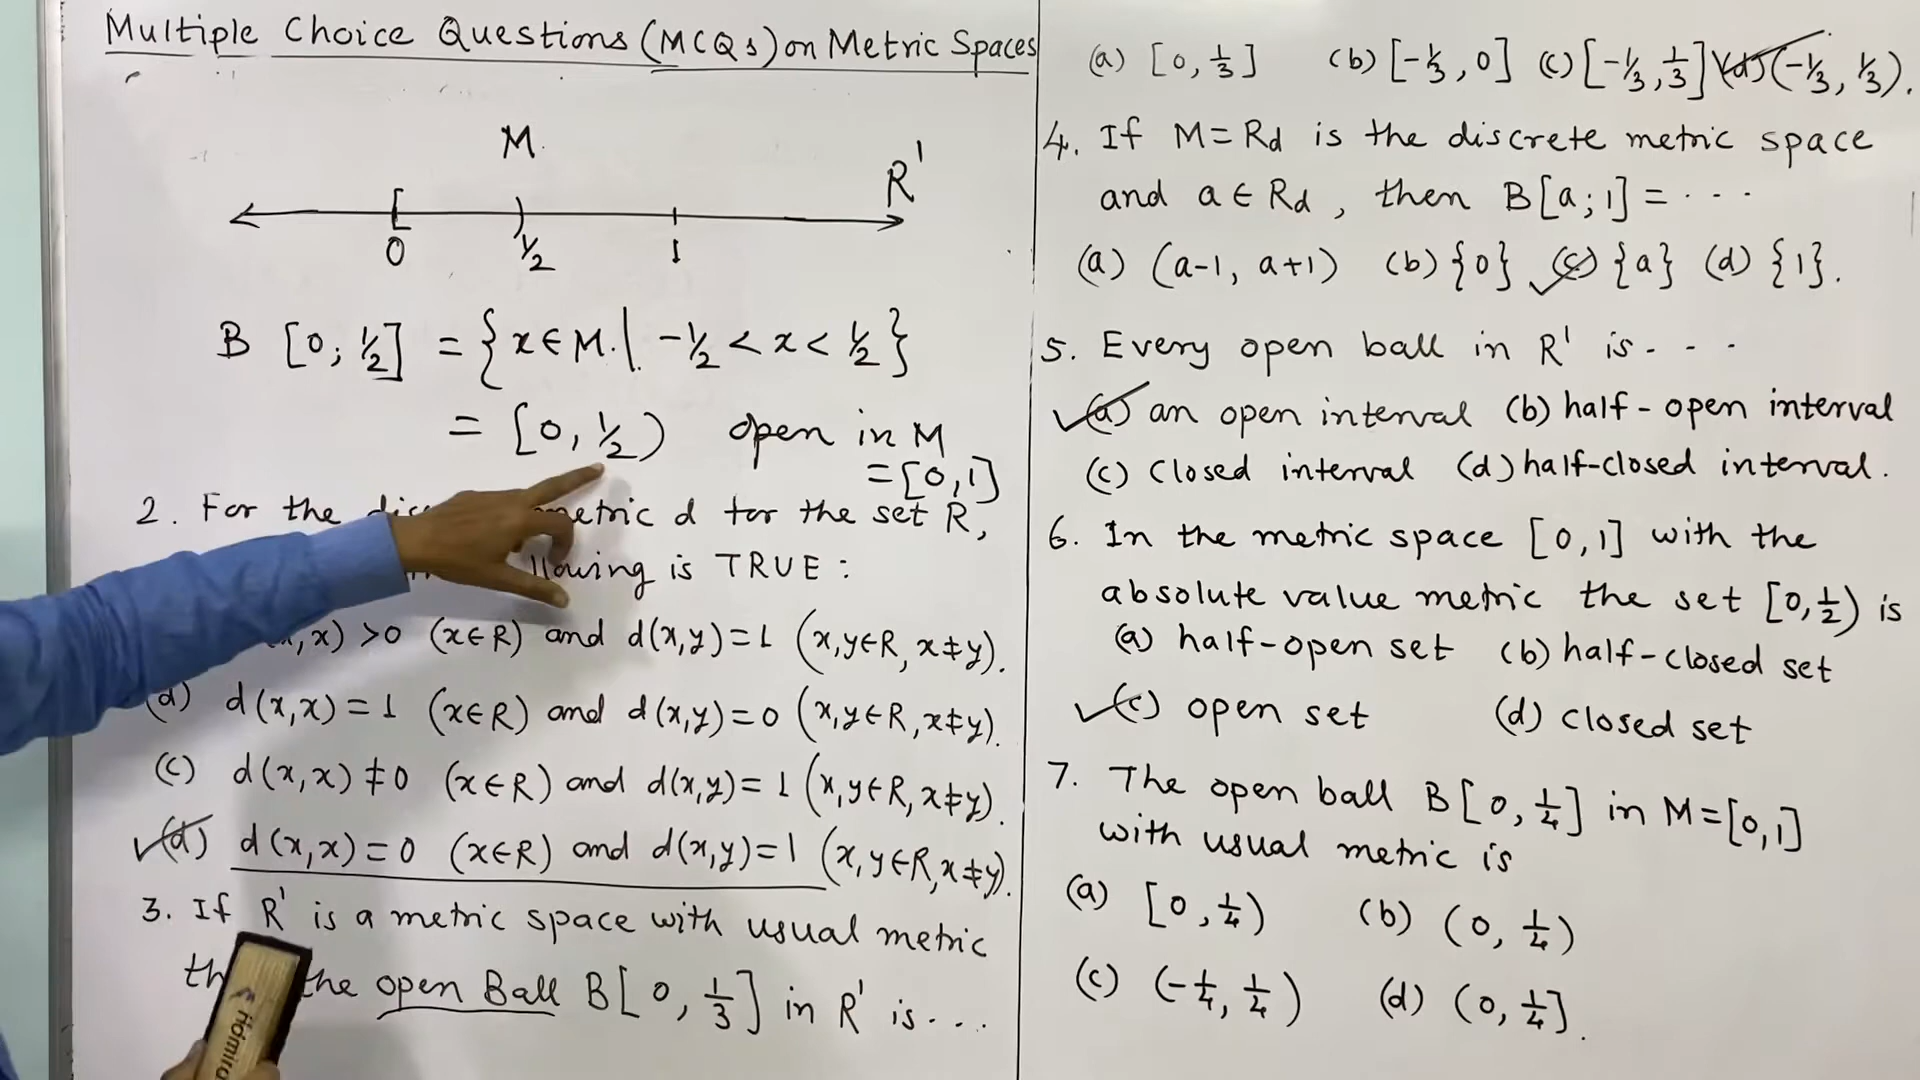 Multiple Choice Questions (MCQs) on Metric Spaces
M
R'
0 1/2 1
B [0; 1/2] = {x ∈ M | -1/2 < x < 1/2}
= [0, 1/2) open in M
= [0, 1]
2. For the metric d for the set R,
is TRUE :
x) > 0 (x ∈ R) and d(x,y) = 1 (x,y ∈ R, x ≠ y).
d(x,x) = 1 (x ∈ R) and d(x,y) = 0 (x,y ∈ R, x ≠ y).
(c) d(x,x) ≠ 0 (x ∈ R) and d(x,y) = 1 (x,y ∈ R, x ≠ y).
✓(d) d(x,x) = 0 (x ∈ R) and d(x,y) = 1 (x,y ∈ R, x ≠ y).
3. If R' is a metric space with usual metric
the open Ball B[0, 1/3] in R' is ...
(a) [0, 1/3] (b) [-1/3, 0] (c) [-1/3, 1/3] ✓(d) (-1/3, 1/3).
4. If M = Rd is the discrete metric space
and a ∈ Rd, then B[a; 1] = ...
(a) (a-1, a+1) (b) {0} ✓(c) {a} (d) {1}.
5. Every open ball in R' is - - -
✓(a) an open interval (b) half-open interval
(c) closed interval (d) half-closed interval.
6. In the metric space [0,1] with the
absolute value metric the set [0, 1/2) is
(a) half-open set (b) half-closed set
✓(c) open set (d) closed set
7. The open ball B[0, 1/4] in M = [0,1]
with usual metric is
(a) [0, 1/4) (b) (0, 1/4)
(c) (-1/4, 1/4) (d) (0, 1/4].